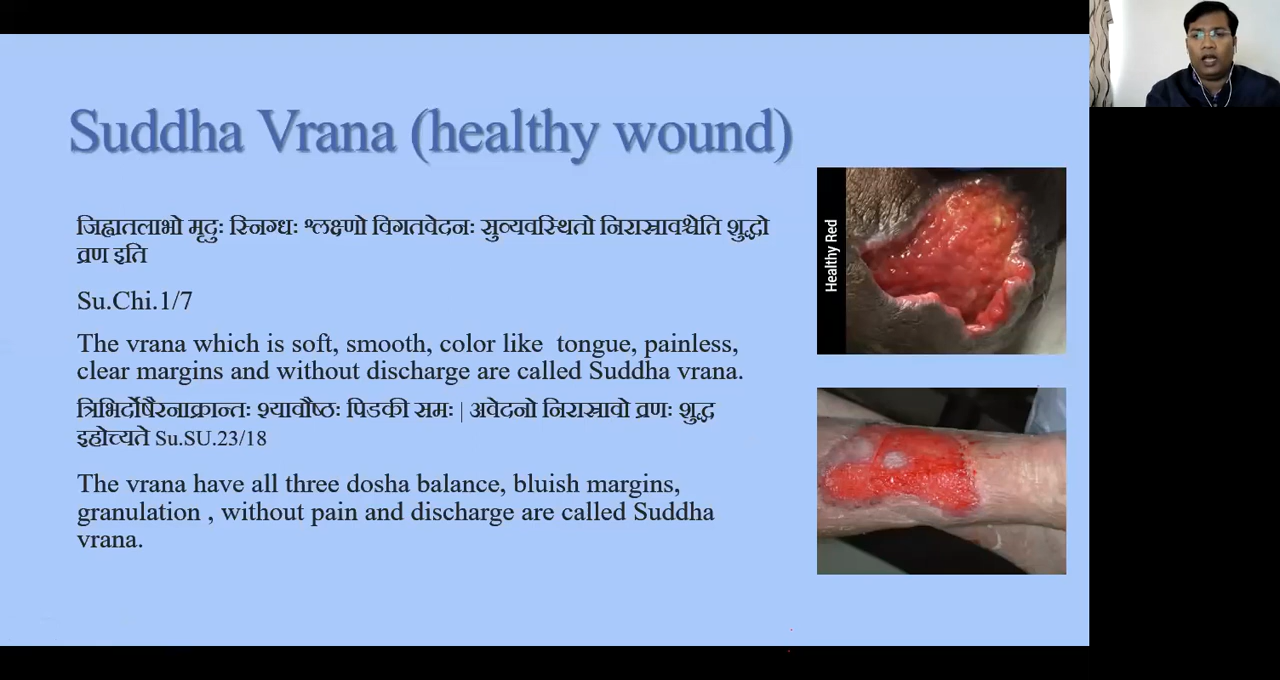 Suddha Vrana (healthy wound)
जिह्वातलाभो मृदुः स्निग्धः श्लक्ष्णो विगतवेदनः सुव्यवस्थितो निरास्रावश्चेति शुद्धो
व्रण इति
Su.Chi.1/7
The vrana which is soft, smooth, color like tongue, painless,
clear margins and without discharge are called Suddha vrana.
त्रिभिर्दोषैरनाक्रान्तः श्यावौष्ठः पिडकी समः | अवेदनो निरास्रावो व्रणः शुद्ध
इहोच्यते Su.SU.23/18
The vrana have all three dosha balance, bluish margins,
granulation , without pain and discharge are called Suddha
vrana.
Healthy Red